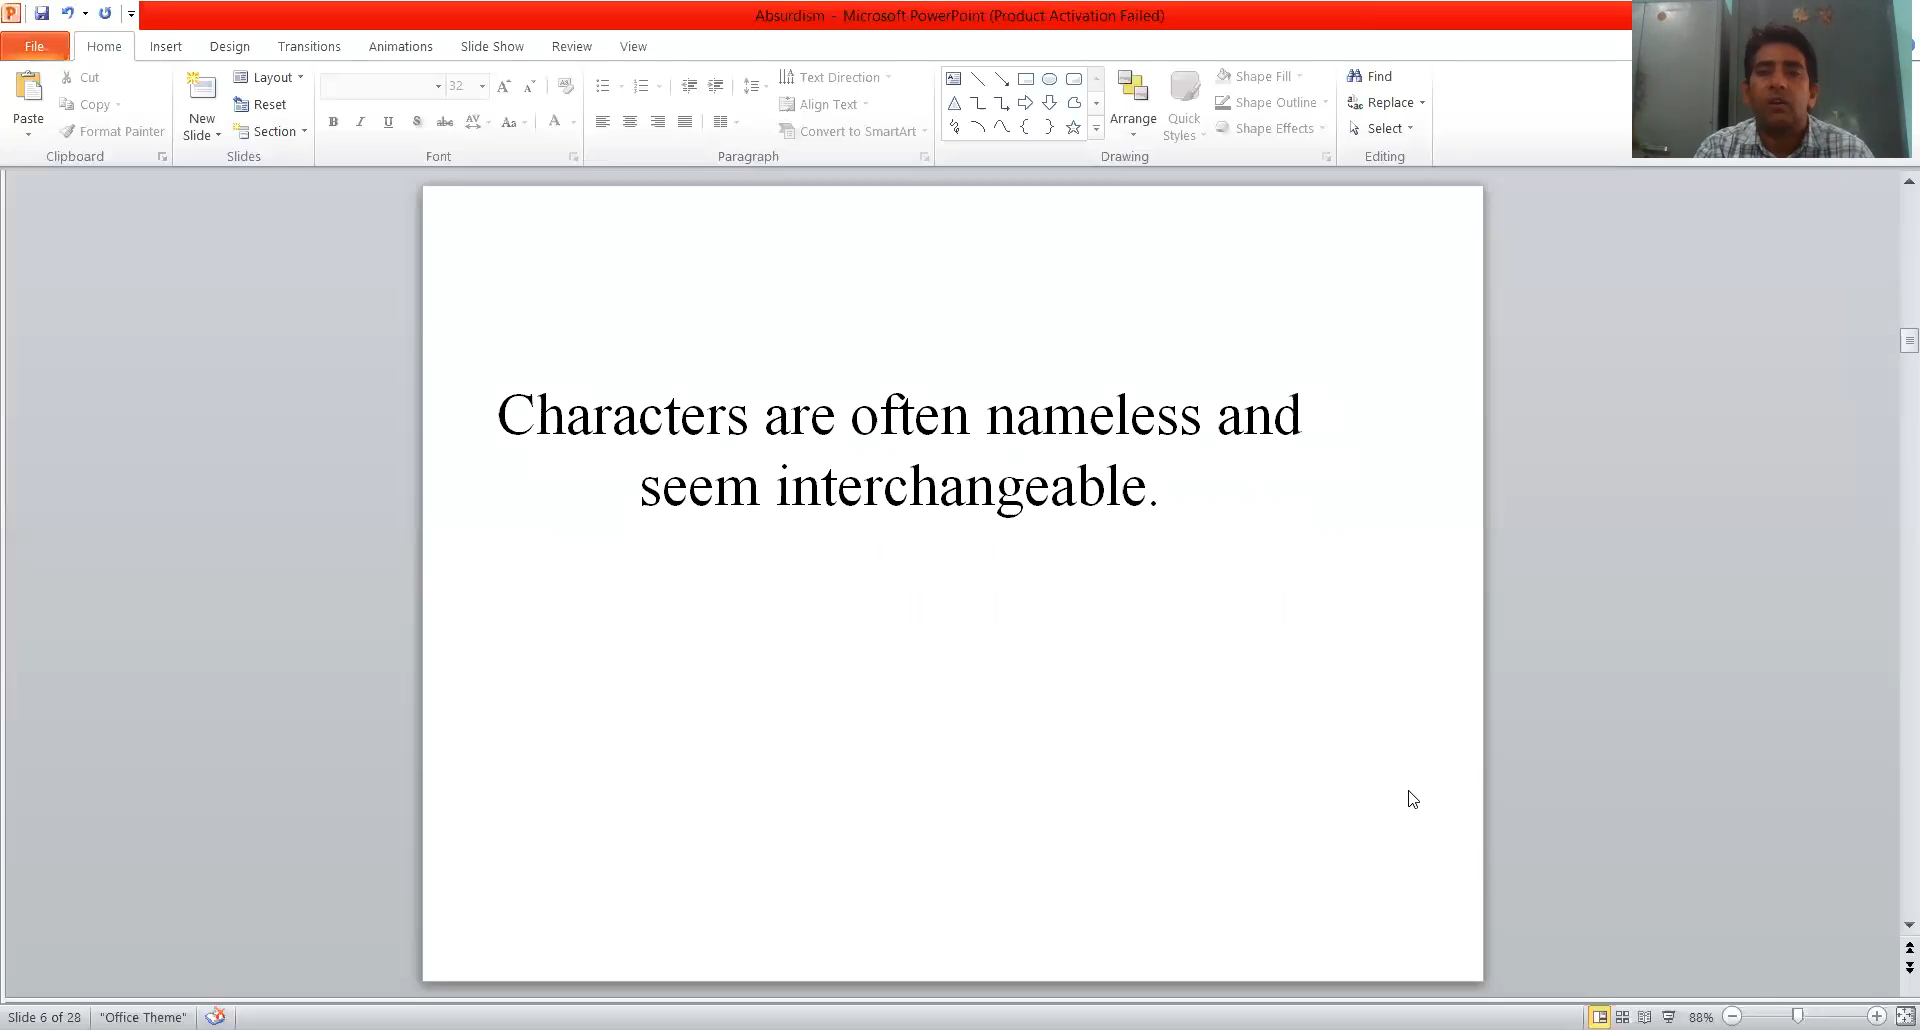 Absurdism - Microsoft PowerPoint (Product Activation Failed)
File Home Insert Design Transitions Animations Slide Show Review View
Paste
Cut
Copy
Format Painter
Clipboard
New
Slide
Layout
Reset
Section
Slides
32
Font
Text Direction
Align Text
Convert to SmartArt
Paragraph
Arrange
Quick
Styles
Shape Fill
Shape Outline
Shape Effects
Drawing
Find
Replace
Select
Editing
Characters are often nameless and
seem interchangeable.
Slide 6 of 28 "Office Theme" 88%